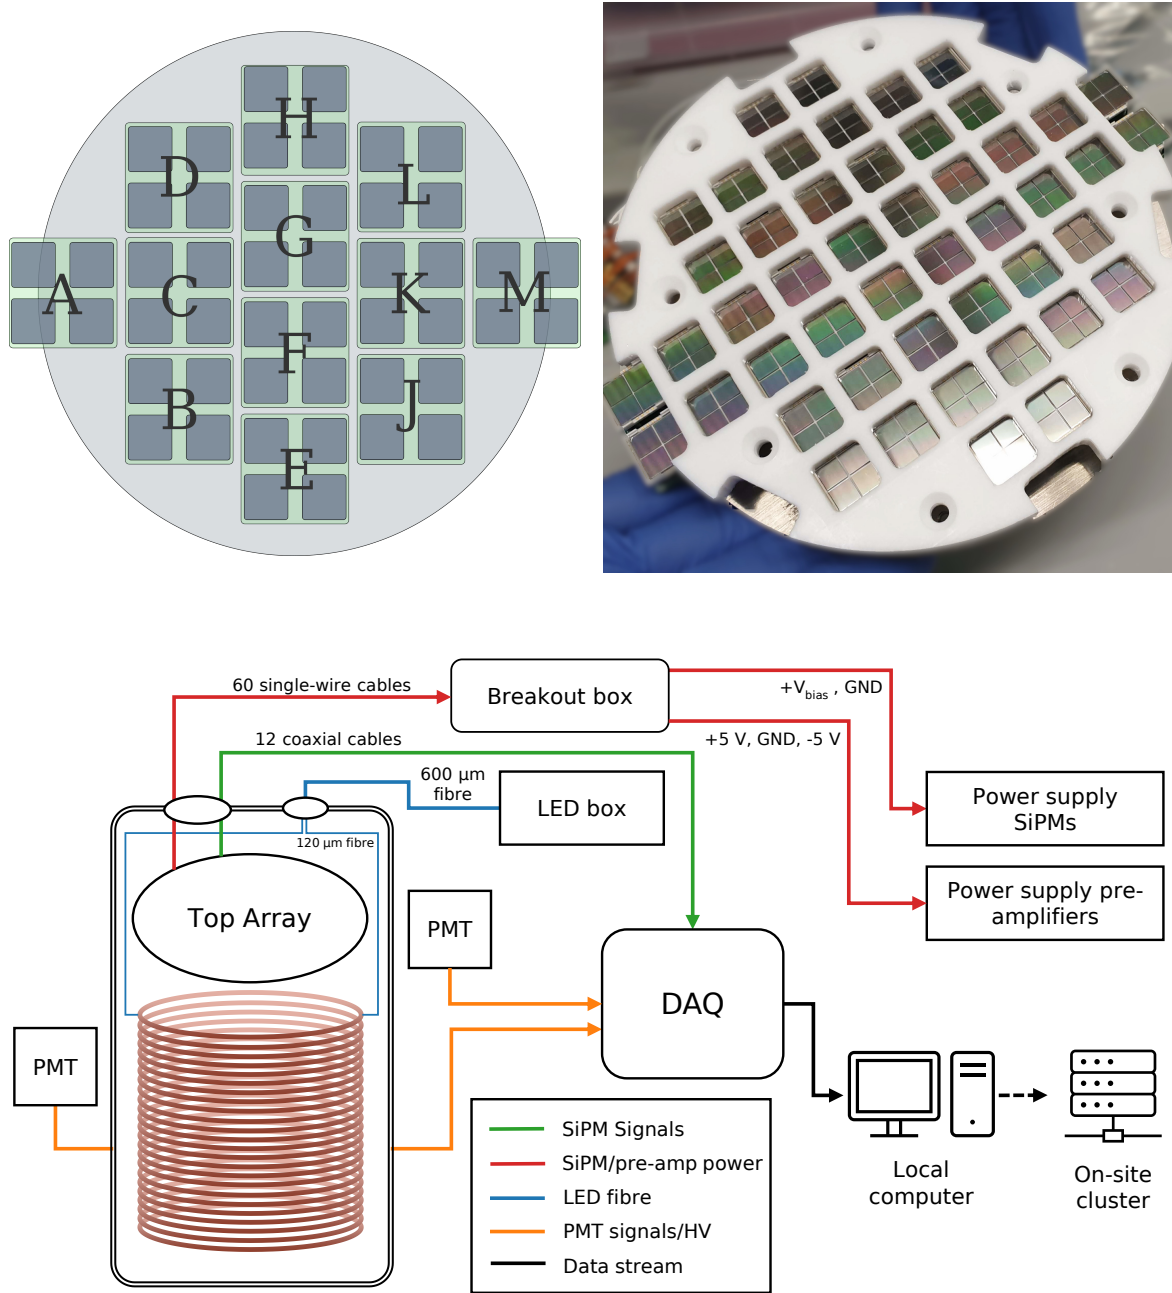 H
D
L
G
A
C
K
M
F
B
J
E
60 single-wire cables
Breakout box
+Vbias , GND
12 coaxial cables
+5 V, GND, -5 V
600 µm
fibre
LED box
Power supply
SiPMs
120 µm fibre
Power supply pre-
amplifiers
Top Array
PMT
DAQ
PMT
SiPM Signals
SiPM/pre-amp power
LED fibre
PMT signals/HV
Data stream
Local
computer
On-site
cluster